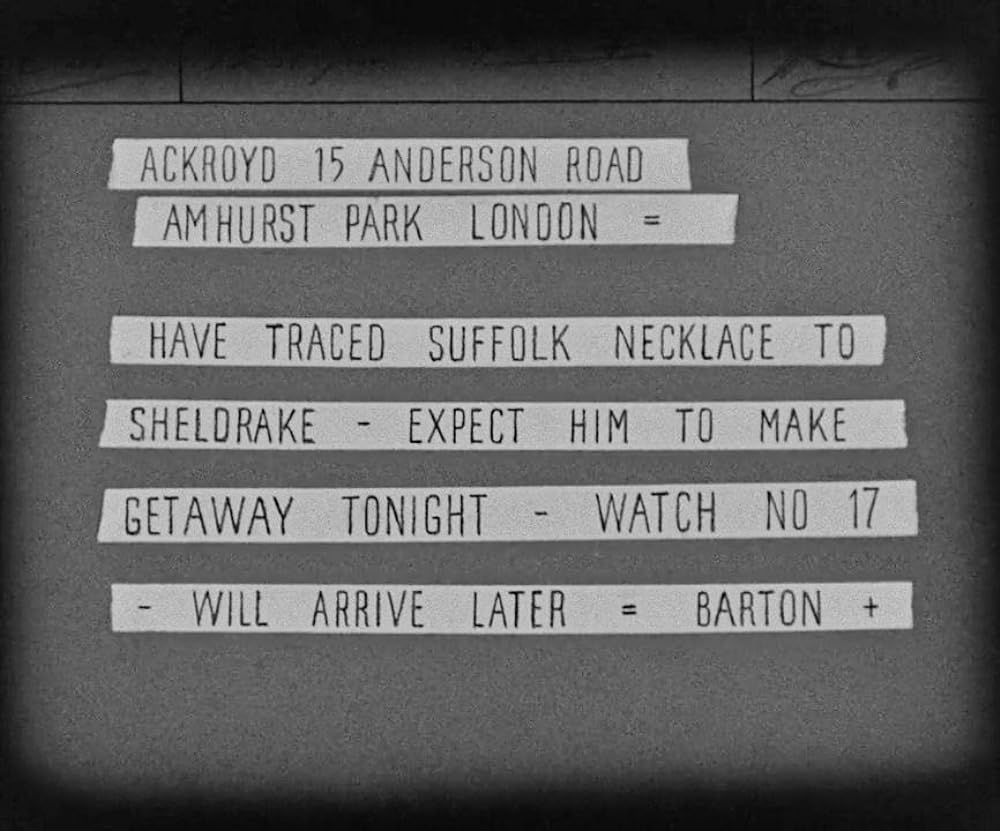 ACKROYD 15 ANDERSON ROAD
AMHURST PARK LONDON =
HAVE TRACED SUFFOLK NECKLACE TO
SHELDRAKE - EXPECT HIM TO MAKE
GETAWAY TONIGHT - WATCH NO 17
- WILL ARRIVE LATER = BARTON +